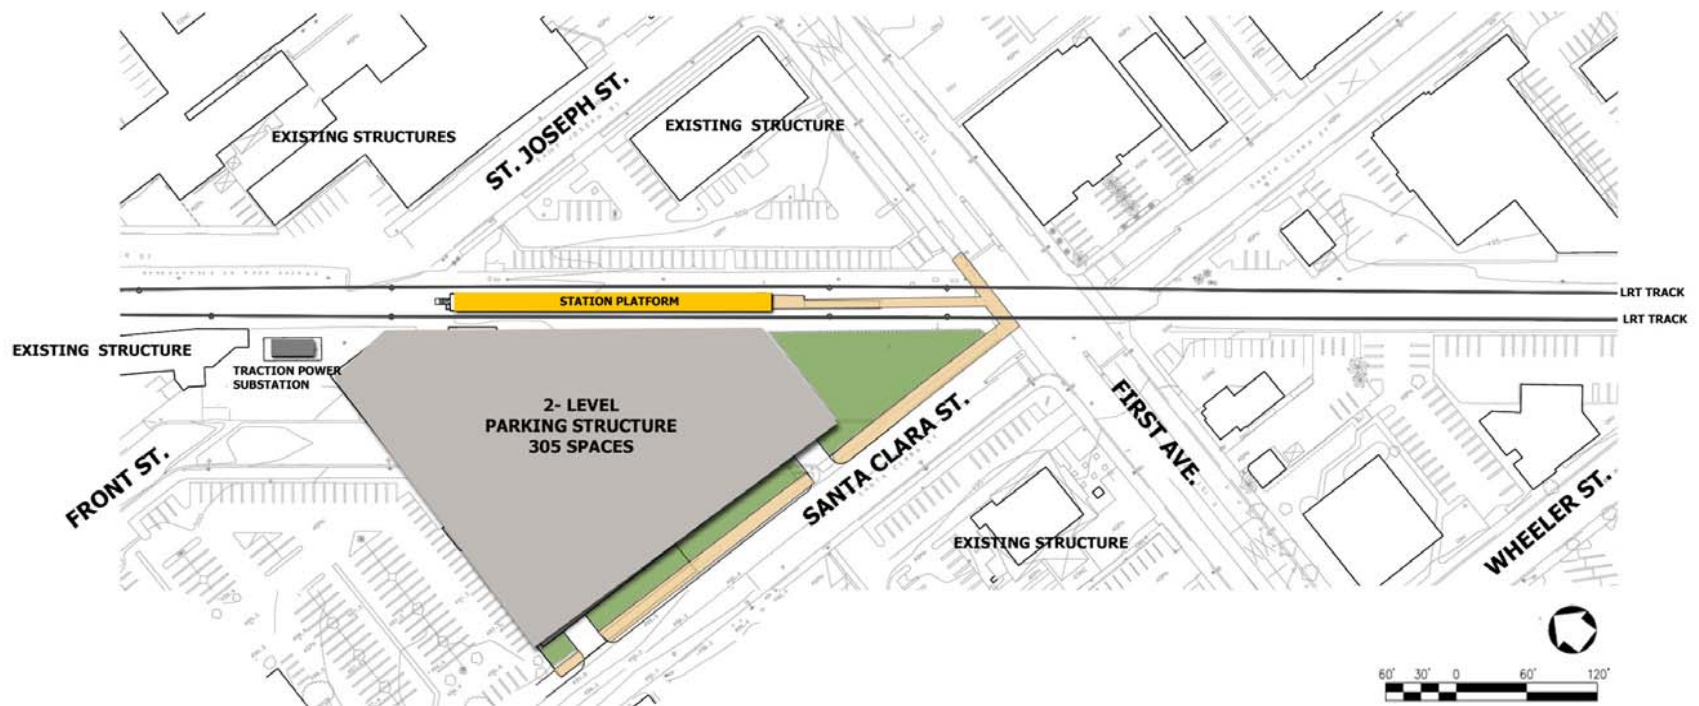 ST. JOSEPH ST.
EXISTING STRUCTURE
EXISTING STRUCTURES
STATION PLATFORM
LRT TRACK
LRT TRACK
EXISTING STRUCTURE
TRACTION POWER
SUBSTATION
2- LEVEL
PARKING STRUCTURE
305 SPACES
FRONT ST.
SANTA CLARA ST.
FIRST AVE.
WHEELER ST.
EXISTING STRUCTURE
60' 30' 0 60' 120'